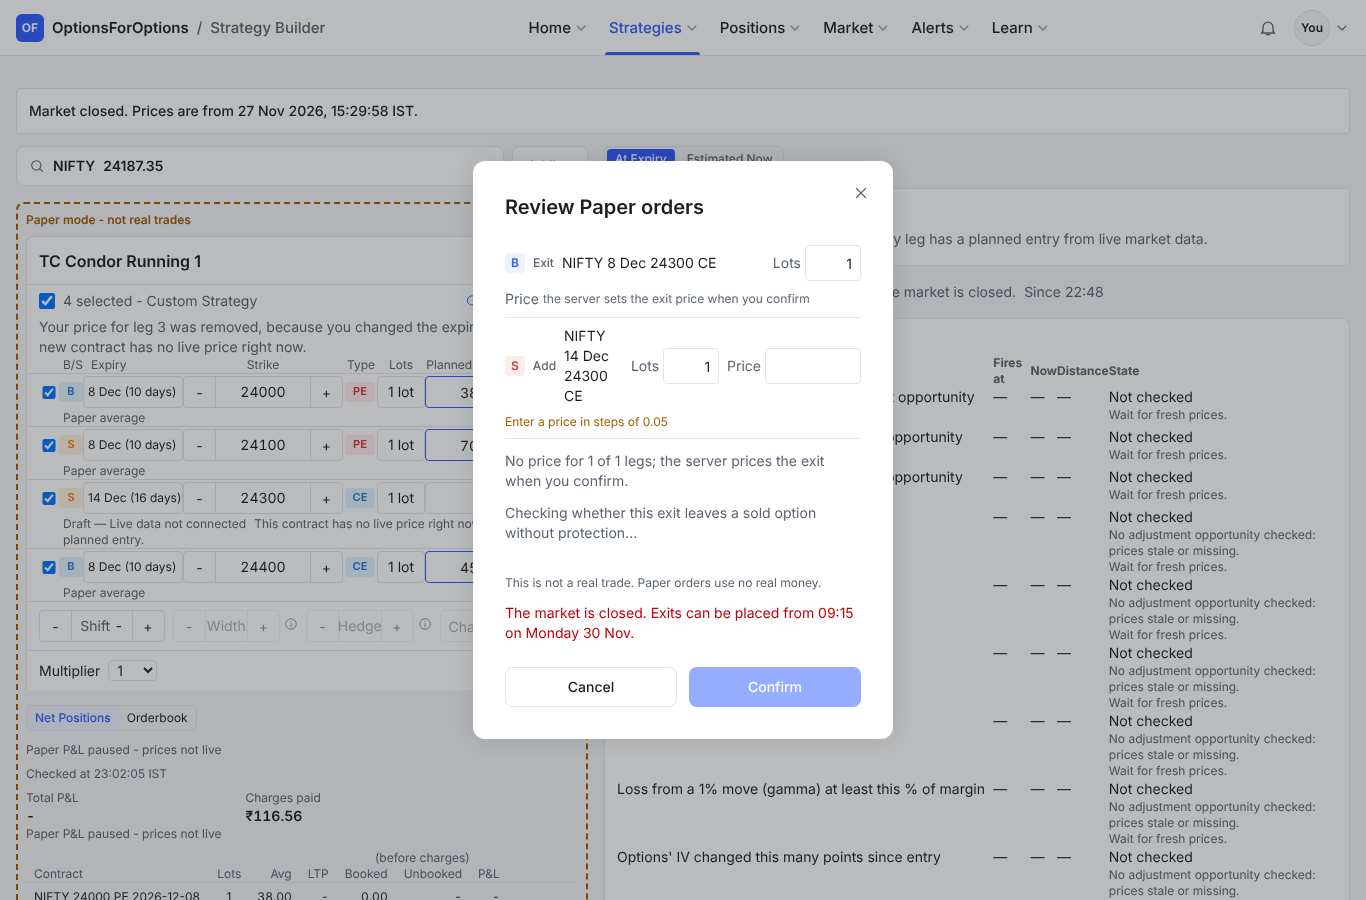 OF OptionsForOptions / Strategy Builder
Home Strategies Positions Market Alerts Learn
You
Market closed. Prices are from 27 Nov 2026, 15:29:58 IST.
NIFTY 24187.35
At Expiry Estimated Now
Paper mode - not real trades
TC Condor Running 1
4 selected - Custom Strategy
Your price for leg 3 was removed, because you changed the expir
new contract has no live price right now.
B/S Expiry Strike Type Lots Planned
B 8 Dec (10 days) - 24000 + PE 1 lot 38
Paper average
S 8 Dec (10 days) - 24100 + PE 1 lot 70
Paper average
S 14 Dec (16 days) - 24300 + CE 1 lot
Draft — Live data not connected This contract has no live price right now
planned entry.
B 8 Dec (10 days) - 24400 + CE 1 lot 45
Paper average
- Shift - + - Width + - Hedge + Cha
Multiplier 1
Net Positions Orderbook
Paper P&L paused - prices not live
Checked at 23:02:05 IST
Total P&L Charges paid
- ₹116.56
Paper P&L paused - prices not live
(before charges)
Contract Lots Avg LTP Booked Unbooked P&L
NIFTY 24000 PE 2026-12-08 1 38.00 - 0.00 - -
Review Paper orders
B Exit NIFTY 8 Dec 24300 CE Lots 1
Price the server sets the exit price when you confirm
S Add NIFTY
14 Dec
24300
CE
Lots 1 Price
Enter a price in steps of 0.05
No price for 1 of 1 legs; the server prices the exit
when you confirm.
Checking whether this exit leaves a sold option
without protection…
This is not a real trade. Paper orders use no real money.
The market is closed. Exits can be placed from 09:15
on Monday 30 Nov.
Cancel Confirm
y leg has a planned entry from live market data.
e market is closed. Since 22:48
Fires
at Now Distance State
opportunity — — — Not checked
Wait for fresh prices.
pportunity — — — Not checked
Wait for fresh prices.
pportunity — — — Not checked
Wait for fresh prices.
— — — Not checked
No adjustment opportunity checked:
prices stale or missing.
Wait for fresh prices.
— — — Not checked
No adjustment opportunity checked:
prices stale or missing.
Wait for fresh prices.
— — — Not checked
No adjustment opportunity checked:
prices stale or missing.
Wait for fresh prices.
— — — Not checked
No adjustment opportunity checked:
prices stale or missing.
Wait for fresh prices.
Loss from a 1% move (gamma) at least this % of margin — — — Not checked
No adjustment opportunity checked:
prices stale or missing.
Wait for fresh prices.
Options' IV changed this many points since entry — — — Not checked
No adjustment opportunity checked:
prices stale or missing.